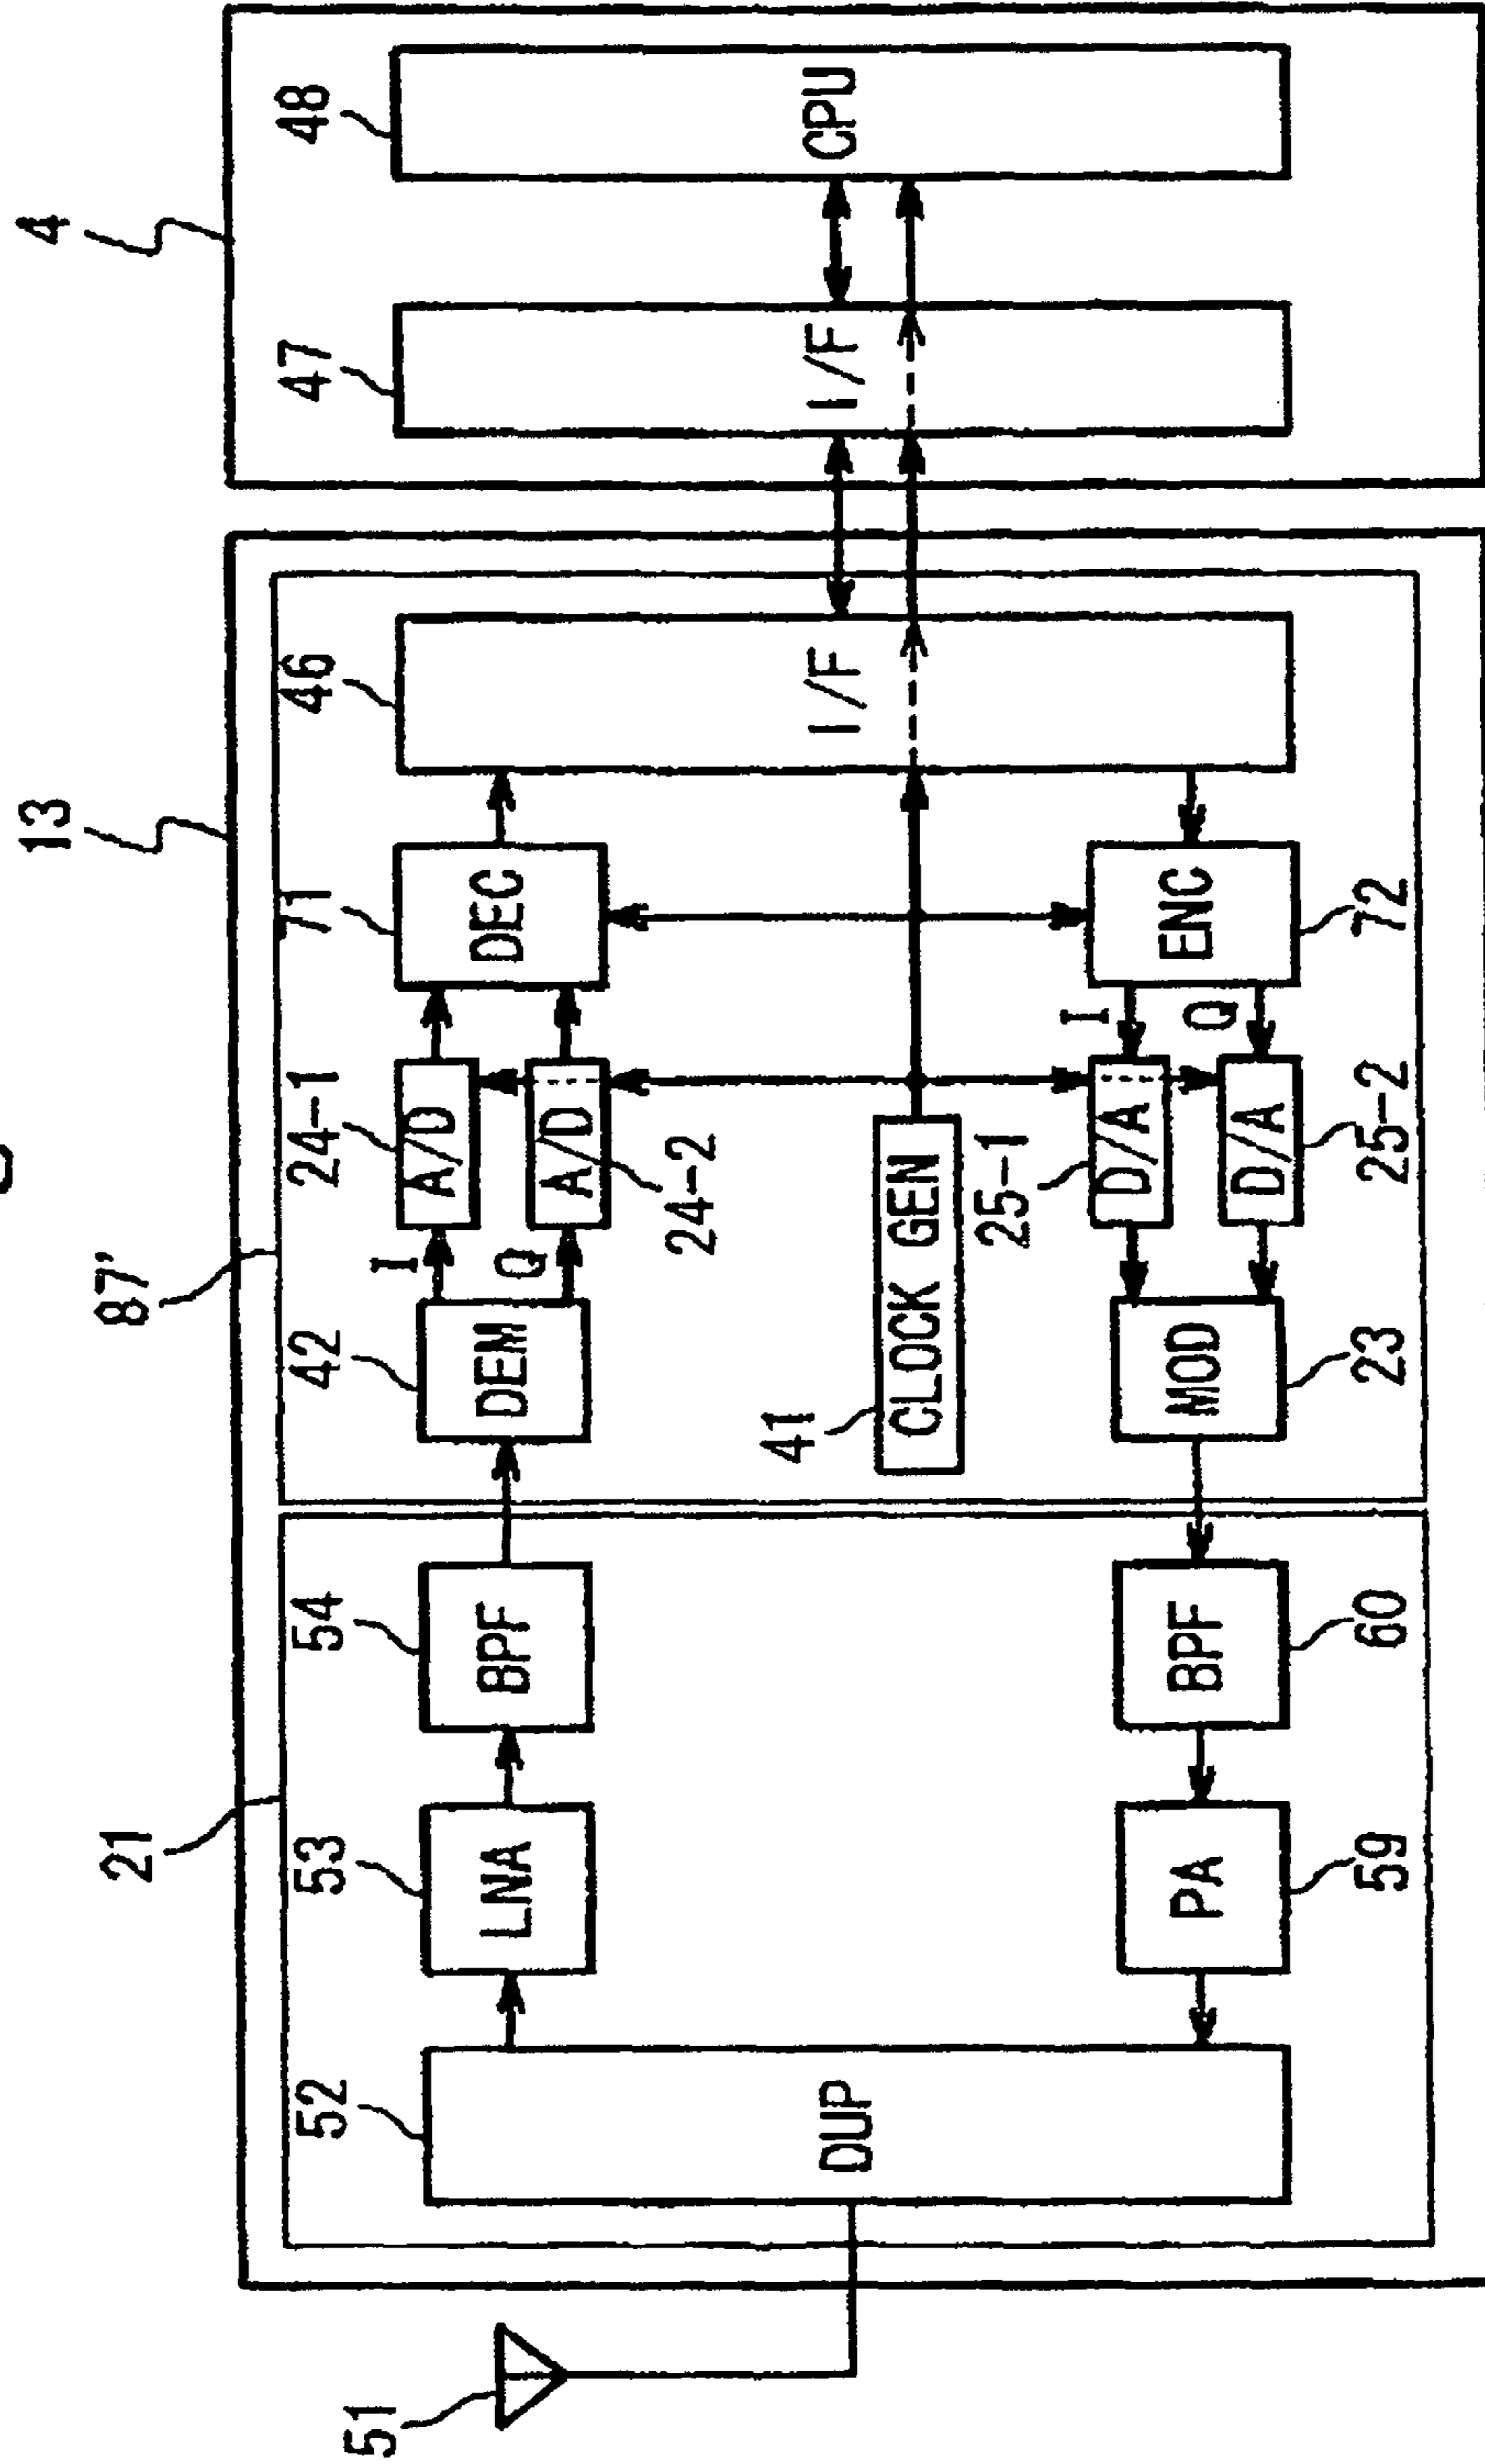 13
4
87'
21
51
52
DUP
53
LNA
54
BPF
42
DEM
I
Q
24-1
A/D
A/D
24-2
71
DEC
46
I/F
47
I/F
48
CPU
41
CLOCK GEN
59
PA
60
BPF
23
MOD
25-1
D/A
D/A
25-2
I
Q
ENC
72